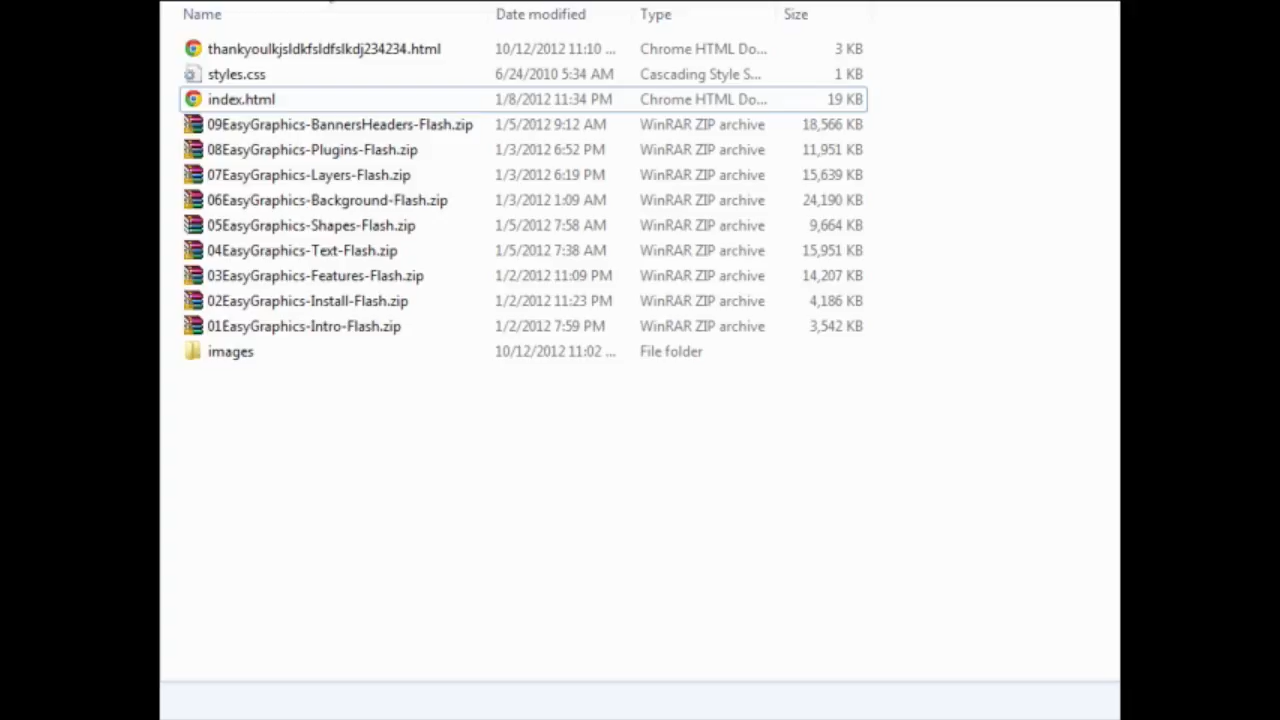 Name Date modified Type Size
thankyoulkjsldkfsldfslkdj234234.html 10/12/2012 11:10 ... Chrome HTML Do... 3 KB
styles.css 6/24/2010 5:34 AM Cascading Style S... 1 KB
index.html 1/8/2012 11:34 PM Chrome HTML Do... 19 KB
09EasyGraphics-BannersHeaders-Flash.zip 1/5/2012 9:12 AM WinRAR ZIP archive 18,566 KB
08EasyGraphics-Plugins-Flash.zip 1/3/2012 6:52 PM WinRAR ZIP archive 11,951 KB
07EasyGraphics-Layers-Flash.zip 1/3/2012 6:19 PM WinRAR ZIP archive 15,639 KB
06EasyGraphics-Background-Flash.zip 1/3/2012 1:09 AM WinRAR ZIP archive 24,190 KB
05EasyGraphics-Shapes-Flash.zip 1/5/2012 7:58 AM WinRAR ZIP archive 9,664 KB
04EasyGraphics-Text-Flash.zip 1/5/2012 7:38 AM WinRAR ZIP archive 15,951 KB
03EasyGraphics-Features-Flash.zip 1/2/2012 11:09 PM WinRAR ZIP archive 14,207 KB
02EasyGraphics-Install-Flash.zip 1/2/2012 11:23 PM WinRAR ZIP archive 4,186 KB
01EasyGraphics-Intro-Flash.zip 1/2/2012 7:59 PM WinRAR ZIP archive 3,542 KB
images 10/12/2012 11:02 ... File folder